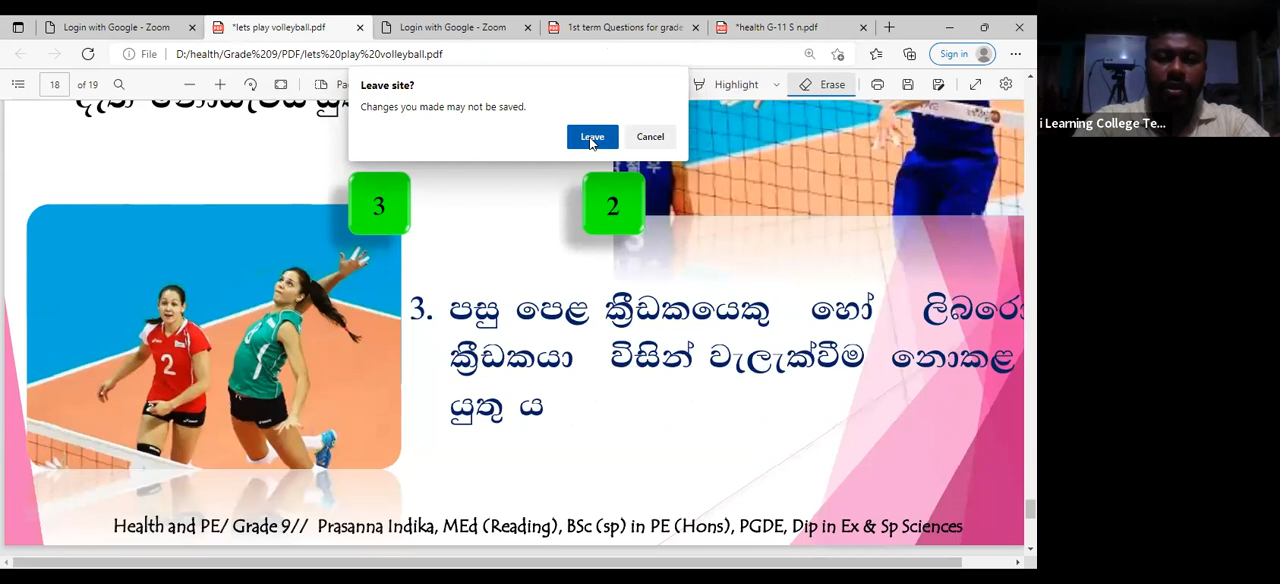 Login with Google - Zoom
*lets play volleyball.pdf
Login with Google - Zoom
1st term Questions for grade
*health G-11 S n.pdf
File
D:/health/Grade%209/PDF/lets%20play%20volleyball.pdf
Sign in
18 of 19
Highlight
Erase
Leave site?
Changes you made may not be saved.
Leave
Cancel
i Learning College Te...
3
2
3. පසු පෙළ ක්‍රීඩකයෙකු හෝ ලිබරො
ක්‍රීඩකයා විසින් වැලැක්වීම නොකළ
යුතු ය
Health and PE/ Grade 9// Prasanna Indika, MEd (Reading), BSc (sp) in PE (Hons), PGDE, Dip in Ex & Sp Sciences